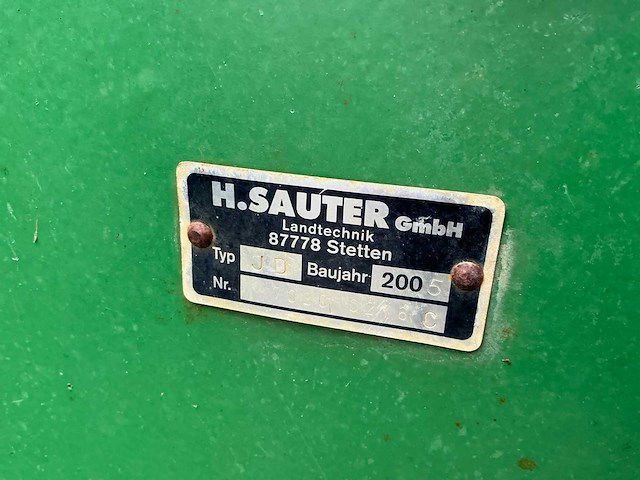 H.SAUTER GmbH
Landtechnik
87778 Stetten
Typ JD Baujahr 2005
Nr.